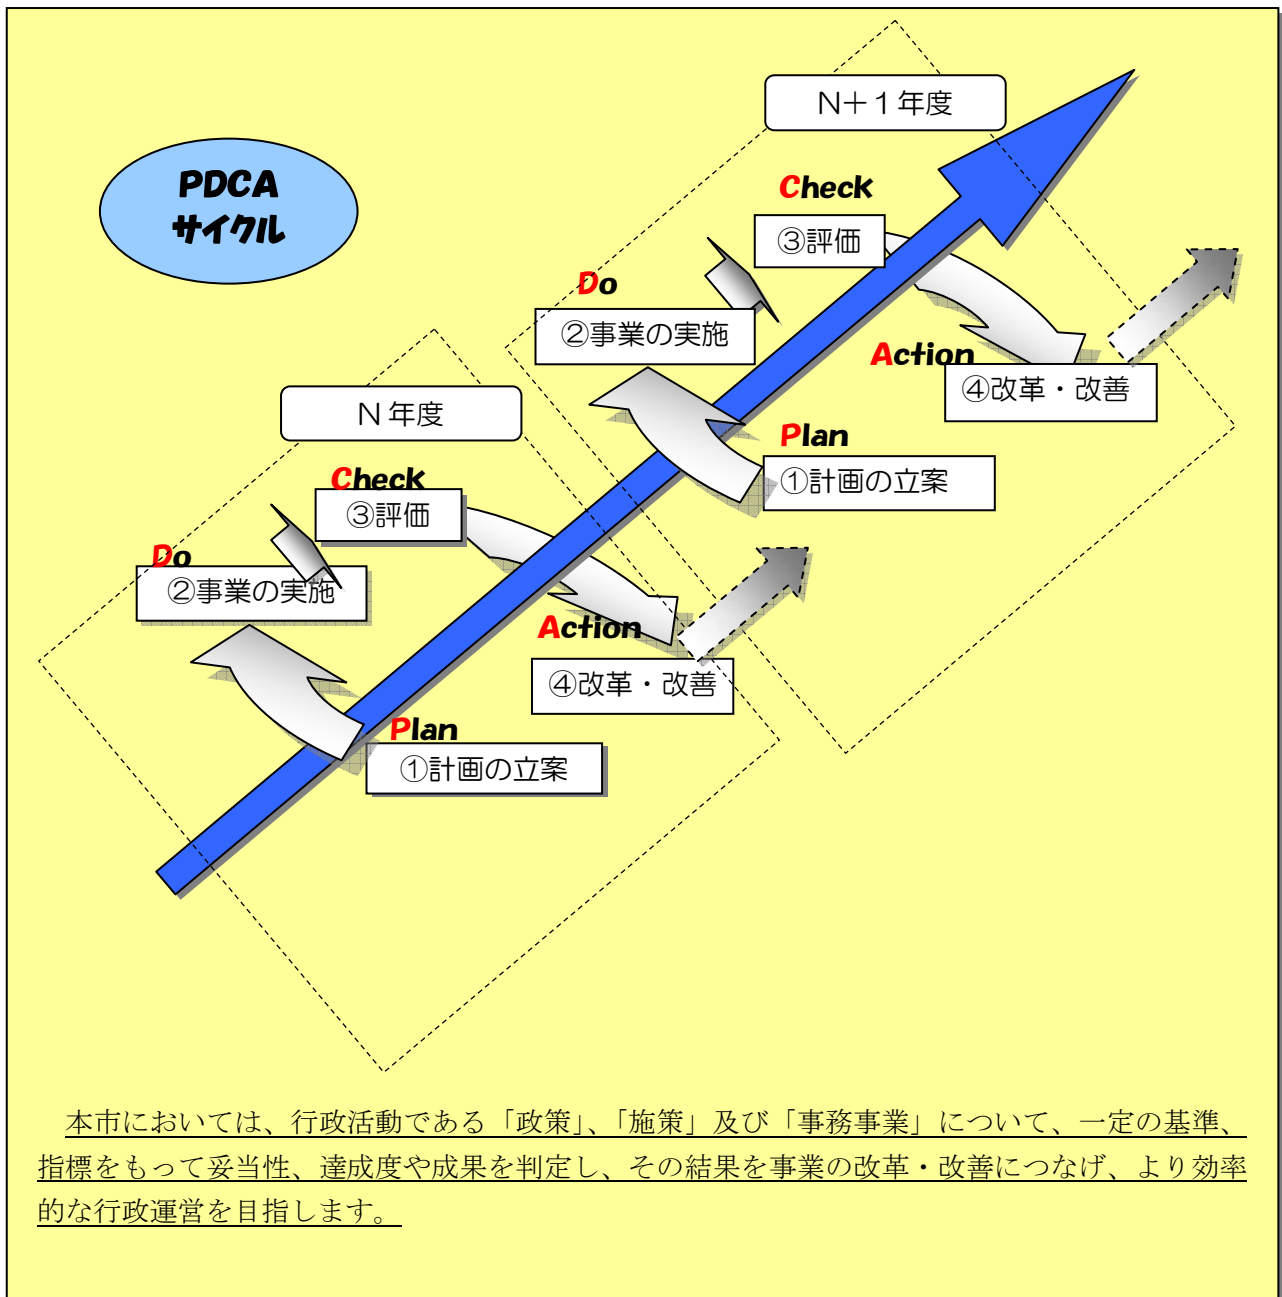 PDCA
サイクル
N+1年度
Check
③評価
Do
②事業の実施
Action
④改革・改善
Plan
①計画の立案
N年度
Check
③評価
Do
②事業の実施
Action
④改革・改善
Plan
①計画の立案
本市においては、行政活動である「政策」、「施策」及び「事務事業」について、一定の基準、
指標をもって妥当性、達成度や成果を判定し、その結果を事業の改革・改善につなげ、より効率
的な行政運営を目指します。